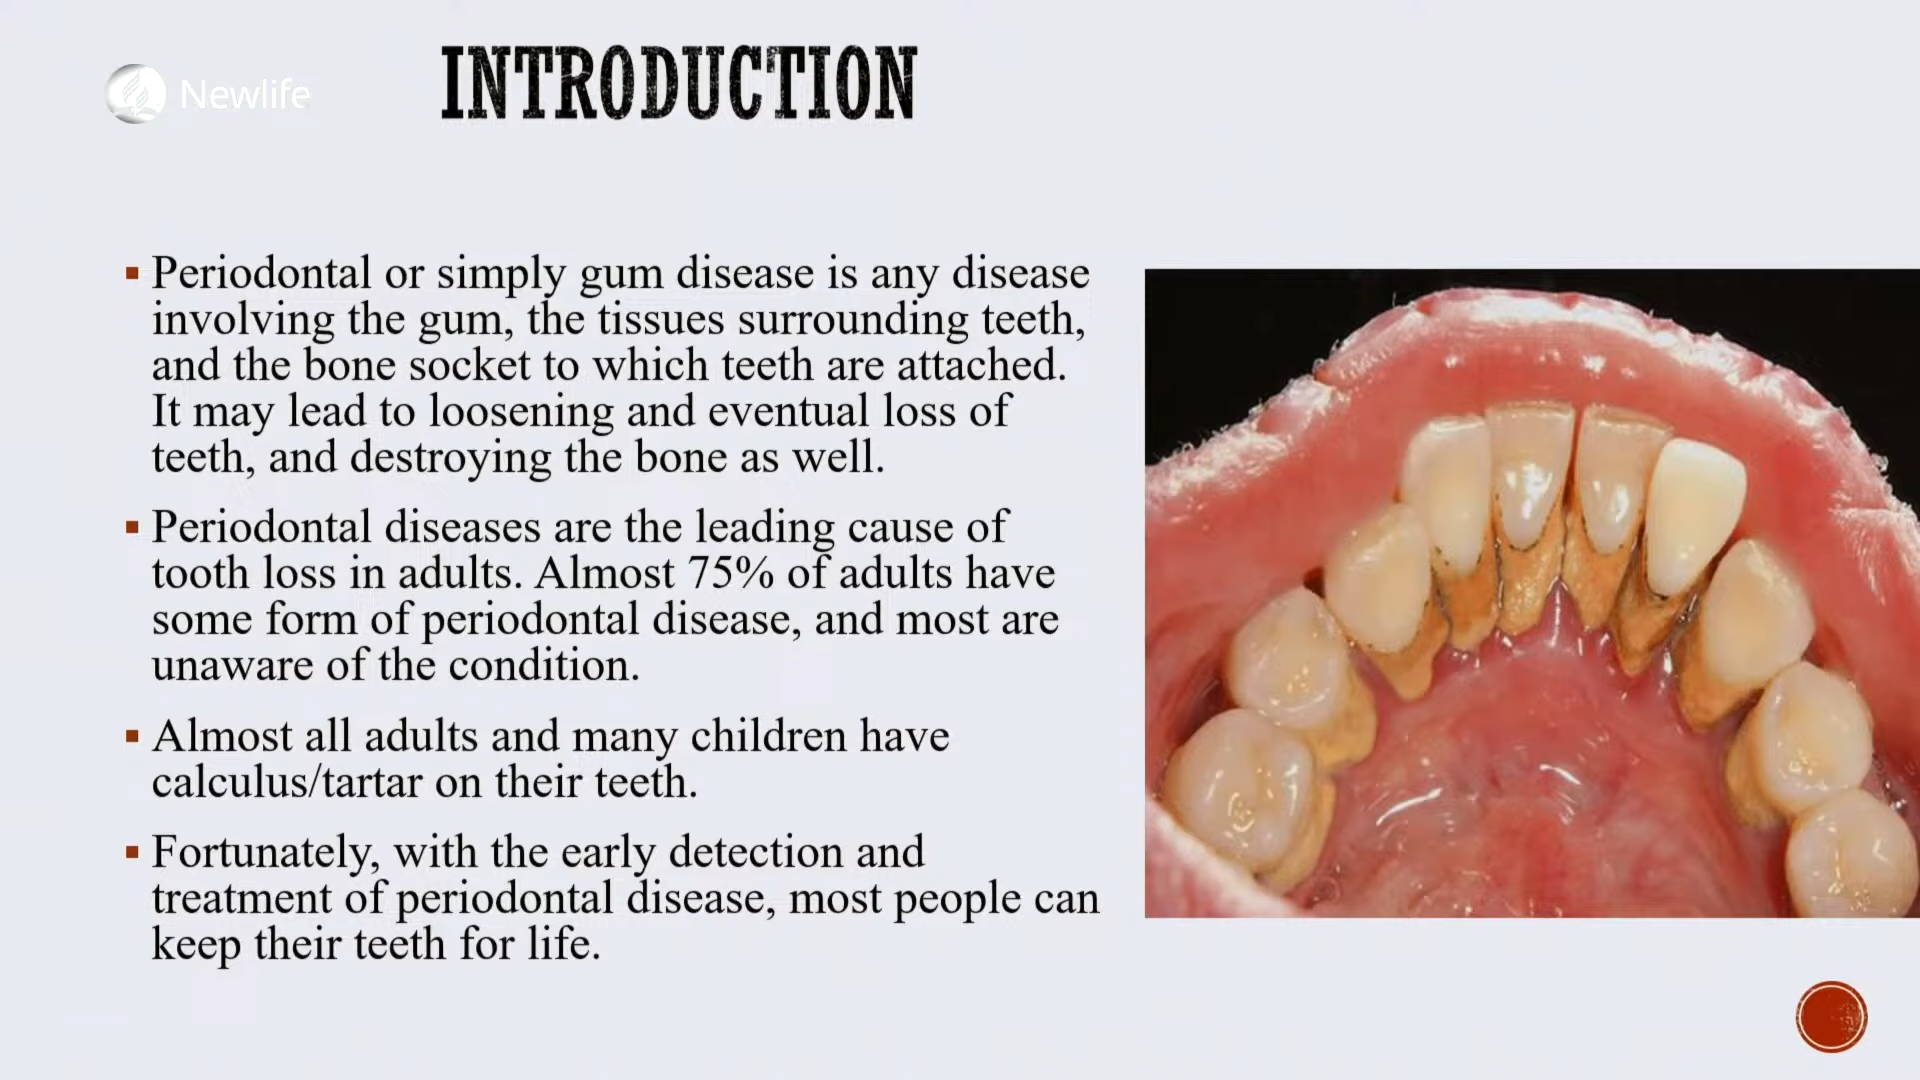 Newlife
INTRODUCTION
Periodontal or simply gum disease is any disease
involving the gum, the tissues surrounding teeth,
and the bone socket to which teeth are attached.
It may lead to loosening and eventual loss of
teeth, and destroying the bone as well.
Periodontal diseases are the leading cause of
tooth loss in adults. Almost 75% of adults have
some form of periodontal disease, and most are
unaware of the condition.
Almost all adults and many children have
calculus/tartar on their teeth.
Fortunately, with the early detection and
treatment of periodontal disease, most people can
keep their teeth for life.